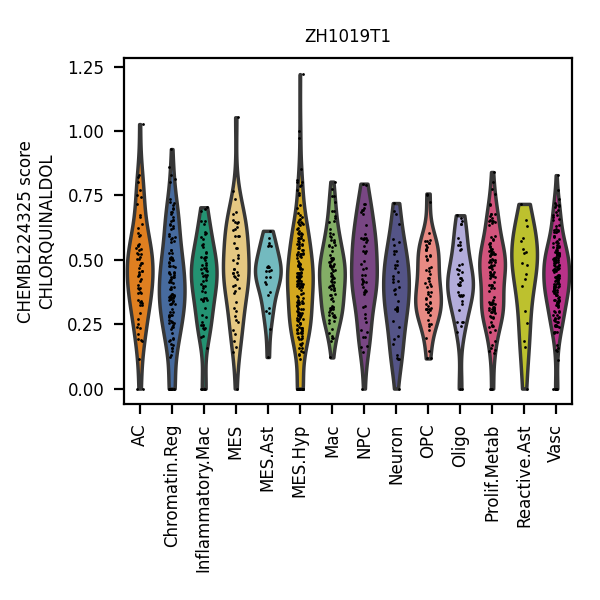 ZH1019T1
CHEMBL224325 score
CHLORQUINALDOL
1.25
1.00
0.75
0.50
0.25
0.00
AC
Chromatin.Reg
Inflammatory.Mac
MES
MES.Ast
MES.Hyp
Mac
NPC
Neuron
OPC
Oligo
Prolif.Metab
Reactive.Ast
Vasc